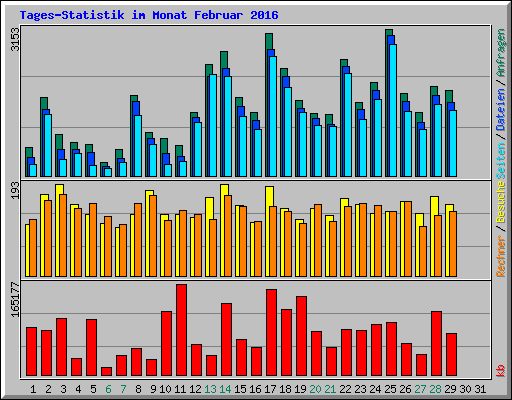 Tages-Statistik im Monat Februar 2016
3153
193
165177
Rechner / Besuche Seiten / Dateien / Anfragen
kb
1 2 3 4 5 6 7 8 9 10 11 12 13 14 15 16 17 18 19 20 21 22 23 24 25 26 27 28 29 30 31